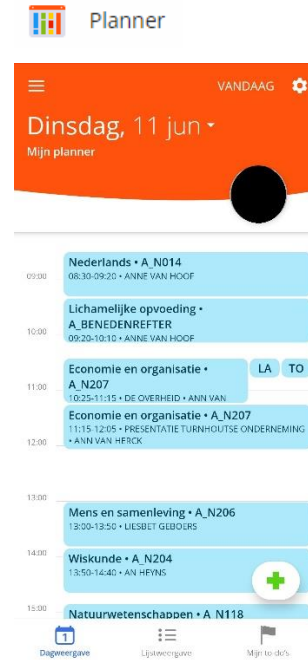 Planner
VANDAAG
Dinsdag, 11 jun
Mijn planner
09:00
Nederlands • A_N014
08:30-09:20 • ANNE VAN HOOF
10:00
Lichamelijke opvoeding •
A_BENEDENREFTER
09:20-10:10 • ANNE VAN HOOF
11:00
Economie en organisatie •
A_N207
10:25-11:15 • DE OVERHEID • ANN VAN
LA
TO
12:00
Economie en organisatie • A_N207
11:15-12:05 • PRESENTATIE TURNHOUTSE ONDERNEMING
• ANN VAN HERCK
13:00
Mens en samenleving • A_N206
13:00-13:50 • LIESBET GEBOERS
14:00
Wiskunde • A_N204
13:50-14:40 • AN HEYNS
15:00
Natuurwetenschappen • A_N118
1
Dagweergave
Lijstweergave
Mijn to-do's